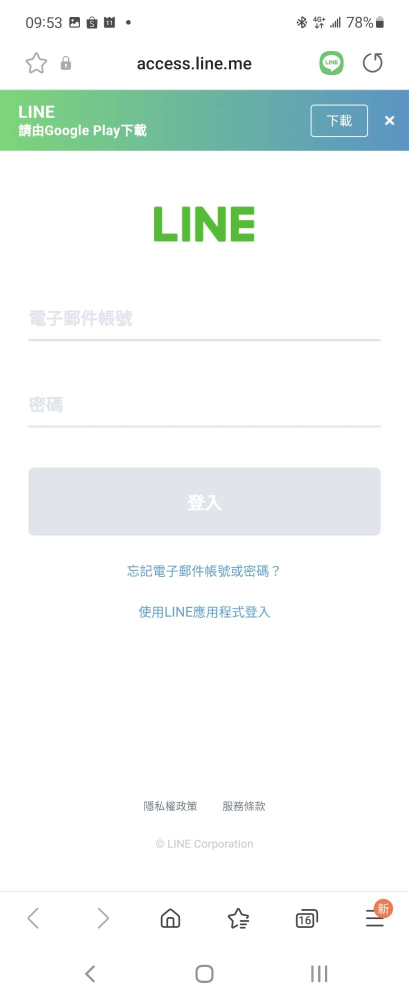 09:53
4G+
78%
access.line.me
LINE
LINE
請由Google Play下載
下載
LINE
電子郵件帳號
密碼
登入
忘記電子郵件帳號或密碼？
使用LINE應用程式登入
隱私權政策 服務條款
© LINE Corporation
16
新